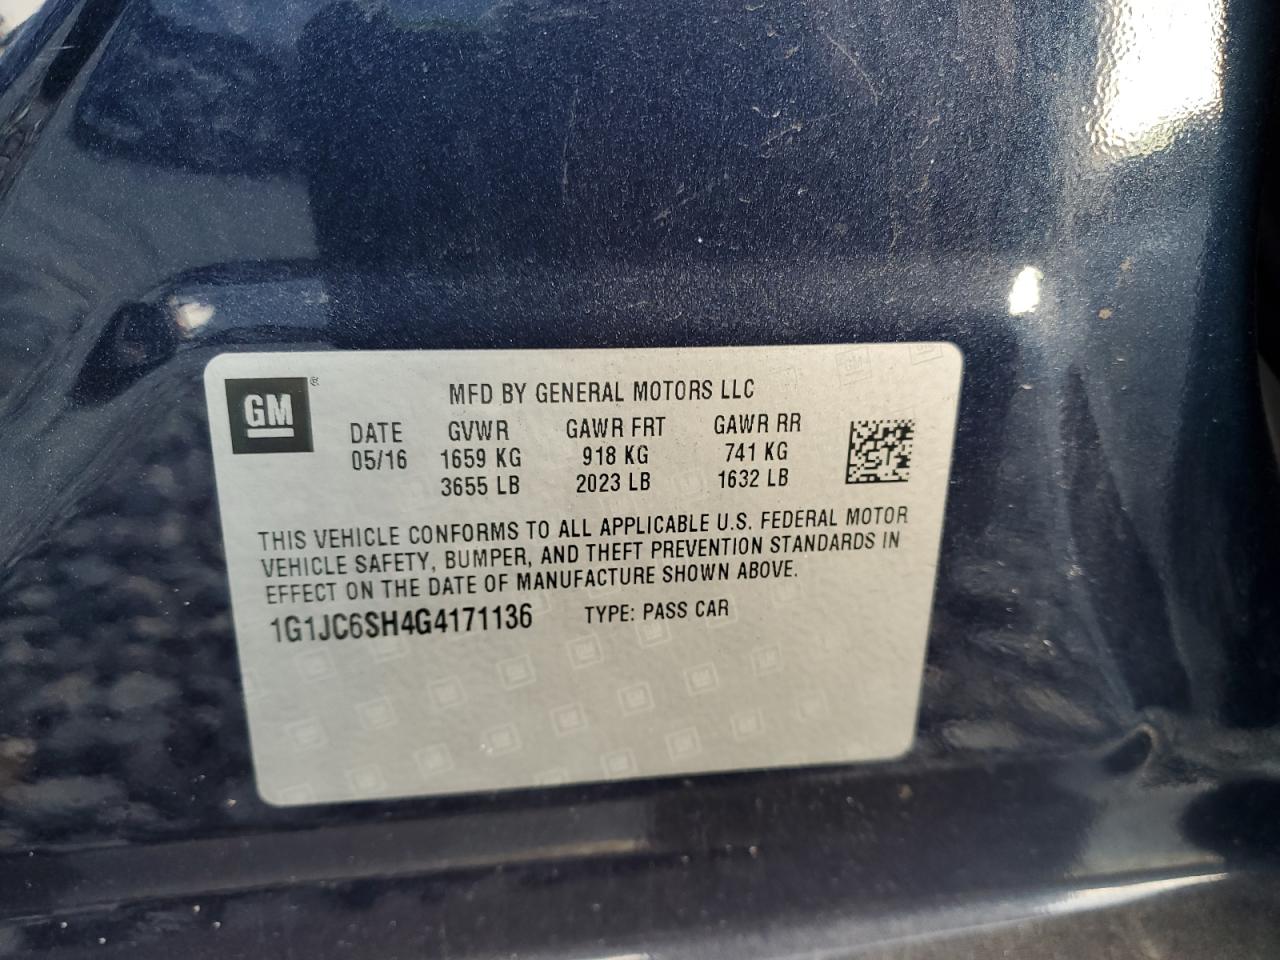 GM ®
MFD BY GENERAL MOTORS LLC
DATE GVWR GAWR FRT GAWR RR
05/16 1659 KG 918 KG 741 KG
3655 LB 2023 LB 1632 LB
THIS VEHICLE CONFORMS TO ALL APPLICABLE U.S. FEDERAL MOTOR
VEHICLE SAFETY, BUMPER, AND THEFT PREVENTION STANDARDS IN
EFFECT ON THE DATE OF MANUFACTURE SHOWN ABOVE.
1G1JC6SH4G4171136 TYPE: PASS CAR